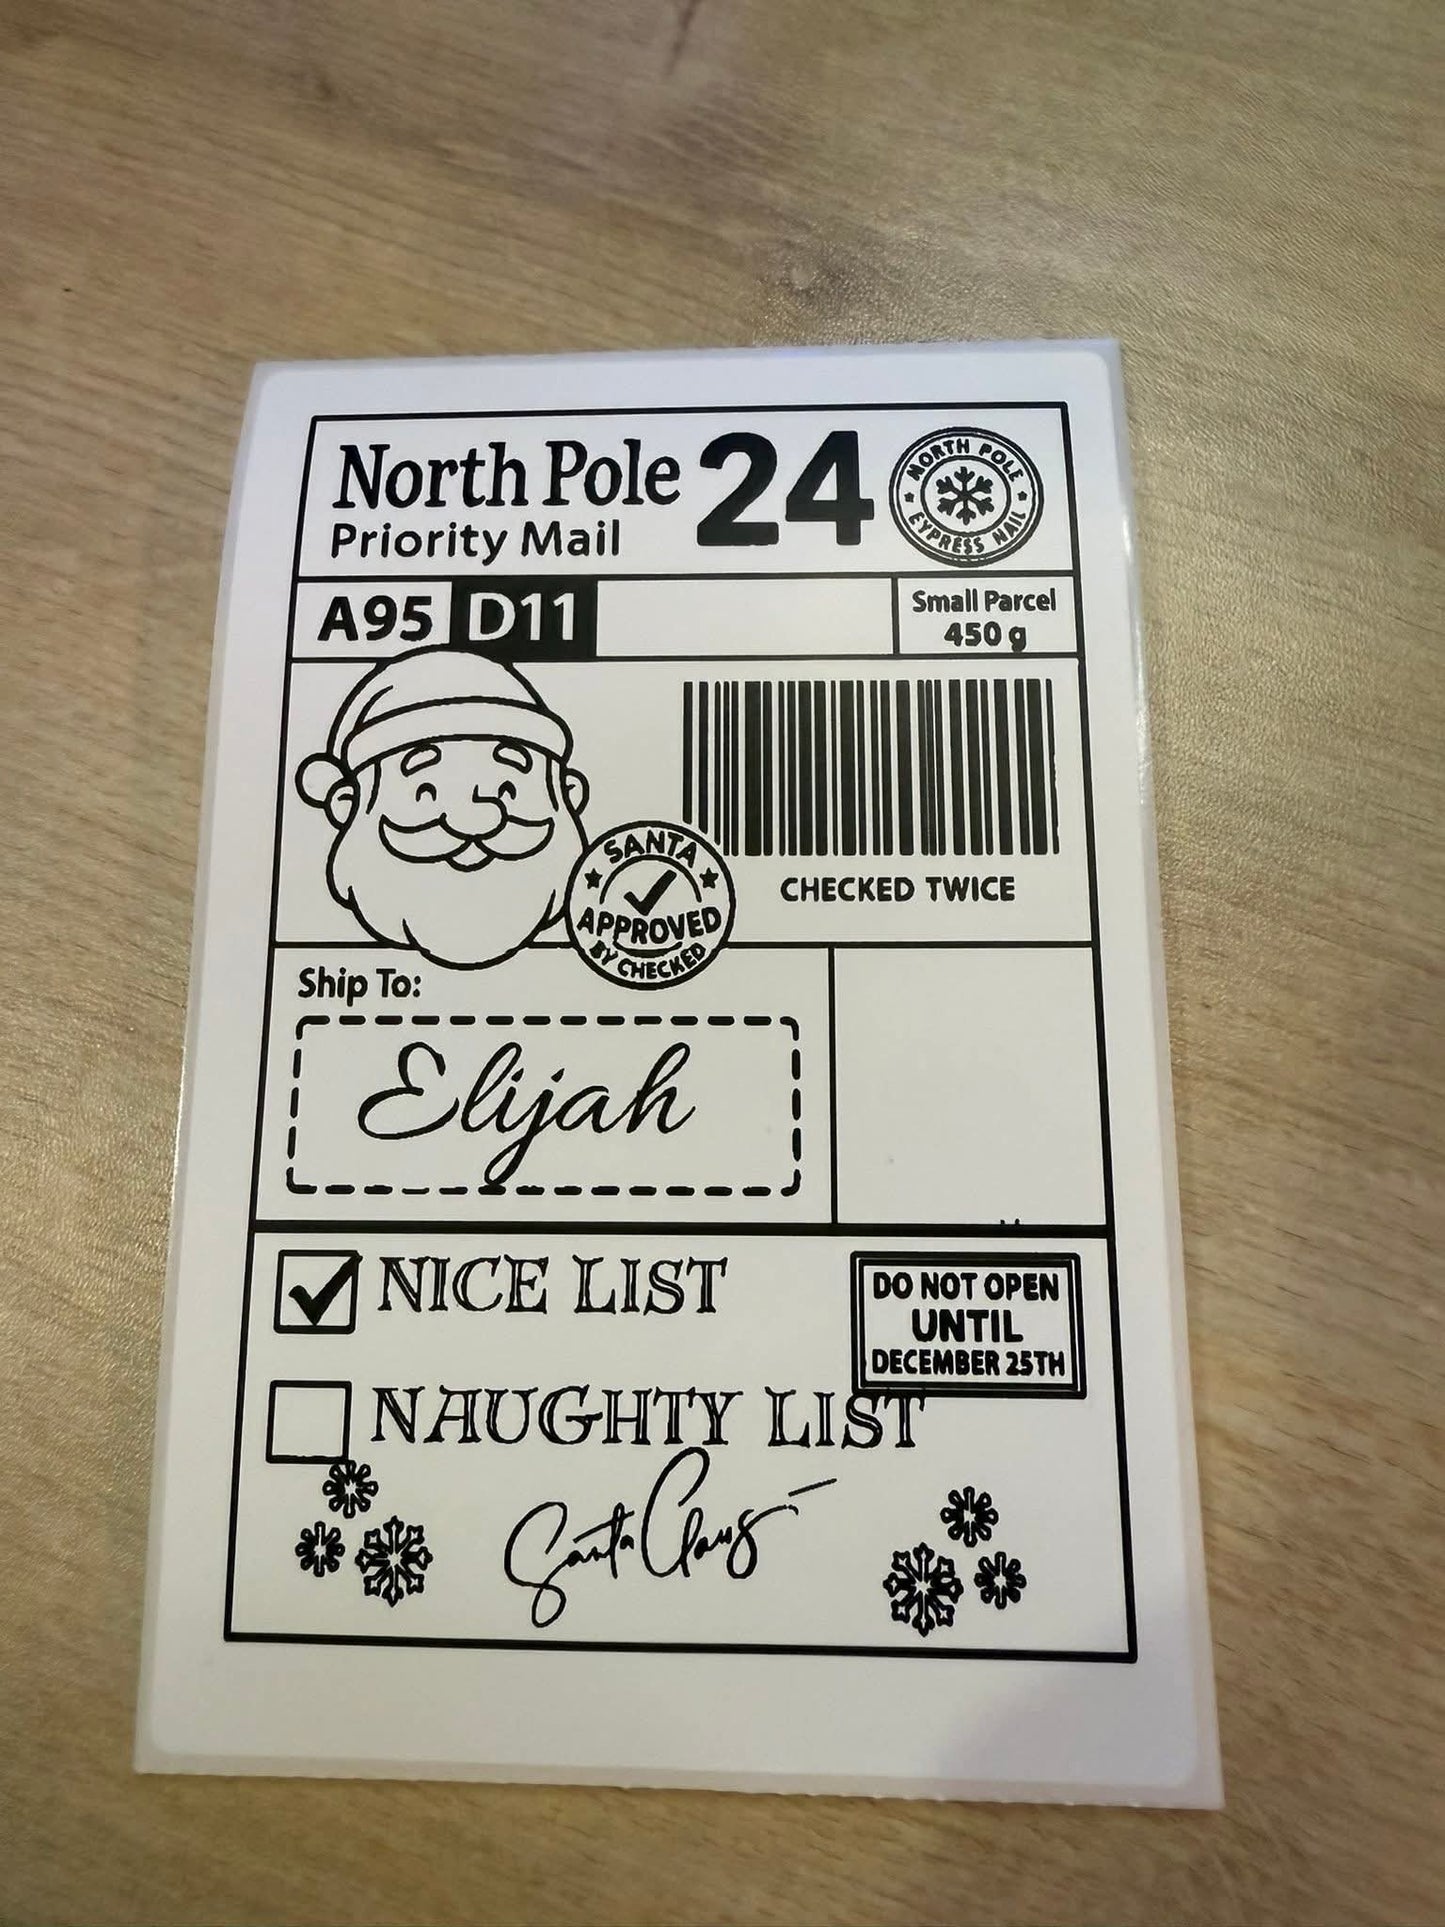 North Pole 24
Priority Mail
NORTH POLE
EXPRESS MAIL
A95 D11
Small Parcel
450 g
SANTA
APPROVED
BY CHECKED
CHECKED TWICE
Ship To:
Elijah
NICE LIST
DO NOT OPEN
UNTIL
DECEMBER 25TH
NAUGHTY LIST
Santa Claus